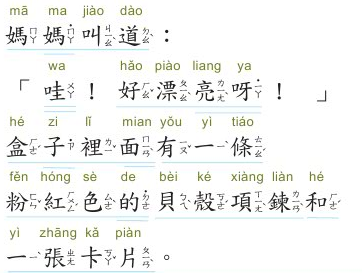 mā ma jiào dào
媽媽叫道：
wa hǎo piào liang ya
「哇！好漂亮呀！」
hé zi lǐ mian yǒu yì tiáo
盒子裡面有一條
fěn hóng sè de bèi ké xiàng liàn hé
粉紅色的貝殼項鍊和
yì zhāng kǎ piàn
一張卡片。